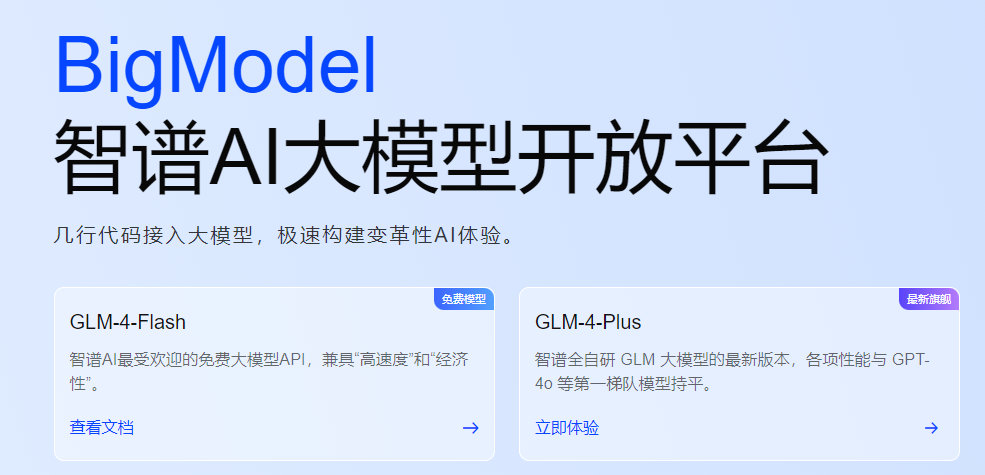 BigModel
智谱AI大模型开放平台
几行代码接入大模型，极速构建变革性AI体验。
免费模型
GLM-4-Flash
智谱AI最受欢迎的免费大模型API，兼具“高速度”和“经济
性”。
查看文档
最新旗舰
GLM-4-Plus
智谱全自研 GLM 大模型的最新版本，各项性能与 GPT-
4o 等第一梯队模型持平。
立即体验